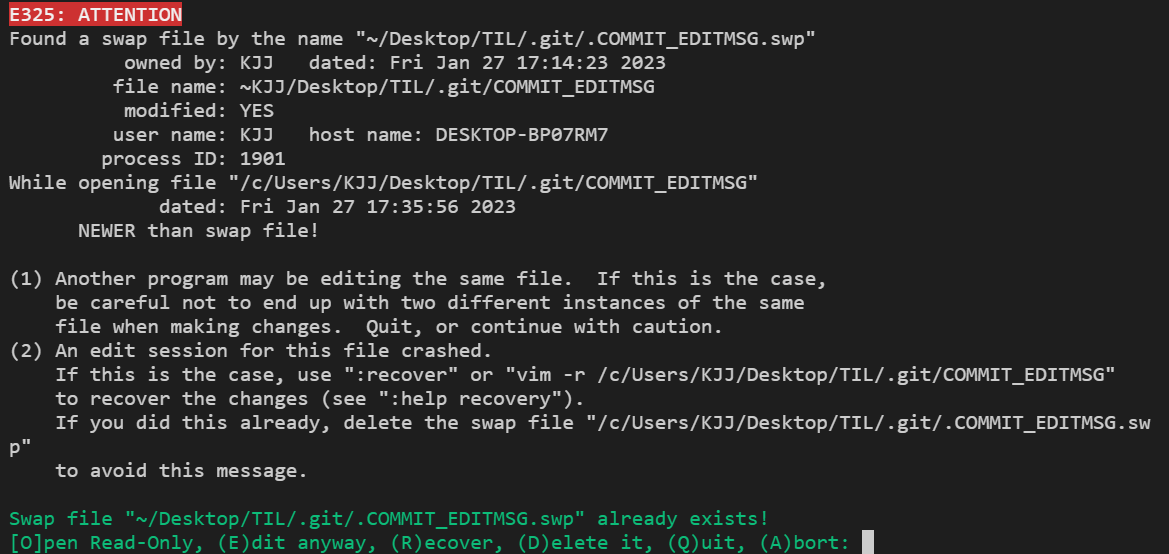 E325: ATTENTION
Found a swap file by the name "~/Desktop/TIL/.git/.COMMIT_EDITMSG.swp"
          owned by: KJJ   dated: Fri Jan 27 17:14:23 2023
         file name: ~KJJ/Desktop/TIL/.git/COMMIT_EDITMSG
          modified: YES
         user name: KJJ   host name: DESKTOP-BP07RM7
        process ID: 1901
While opening file "/c/Users/KJJ/Desktop/TIL/.git/COMMIT_EDITMSG"
             dated: Fri Jan 27 17:35:56 2023
      NEWER than swap file!

(1) Another program may be editing the same file.  If this is the case,
    be careful not to end up with two different instances of the same
    file when making changes.  Quit, or continue with caution.
(2) An edit session for this file crashed.
    If this is the case, use ":recover" or "vim -r /c/Users/KJJ/Desktop/TIL/.git/COMMIT_EDITMSG"
    to recover the changes (see ":help recovery").
    If you did this already, delete the swap file "/c/Users/KJJ/Desktop/TIL/.git/.COMMIT_EDITMSG.sw
p"
    to avoid this message.

Swap file "~/Desktop/TIL/.git/.COMMIT_EDITMSG.swp" already exists!
[O]pen Read-Only, (E)dit anyway, (R)ecover, (D)elete it, (Q)uit, (A)bort: